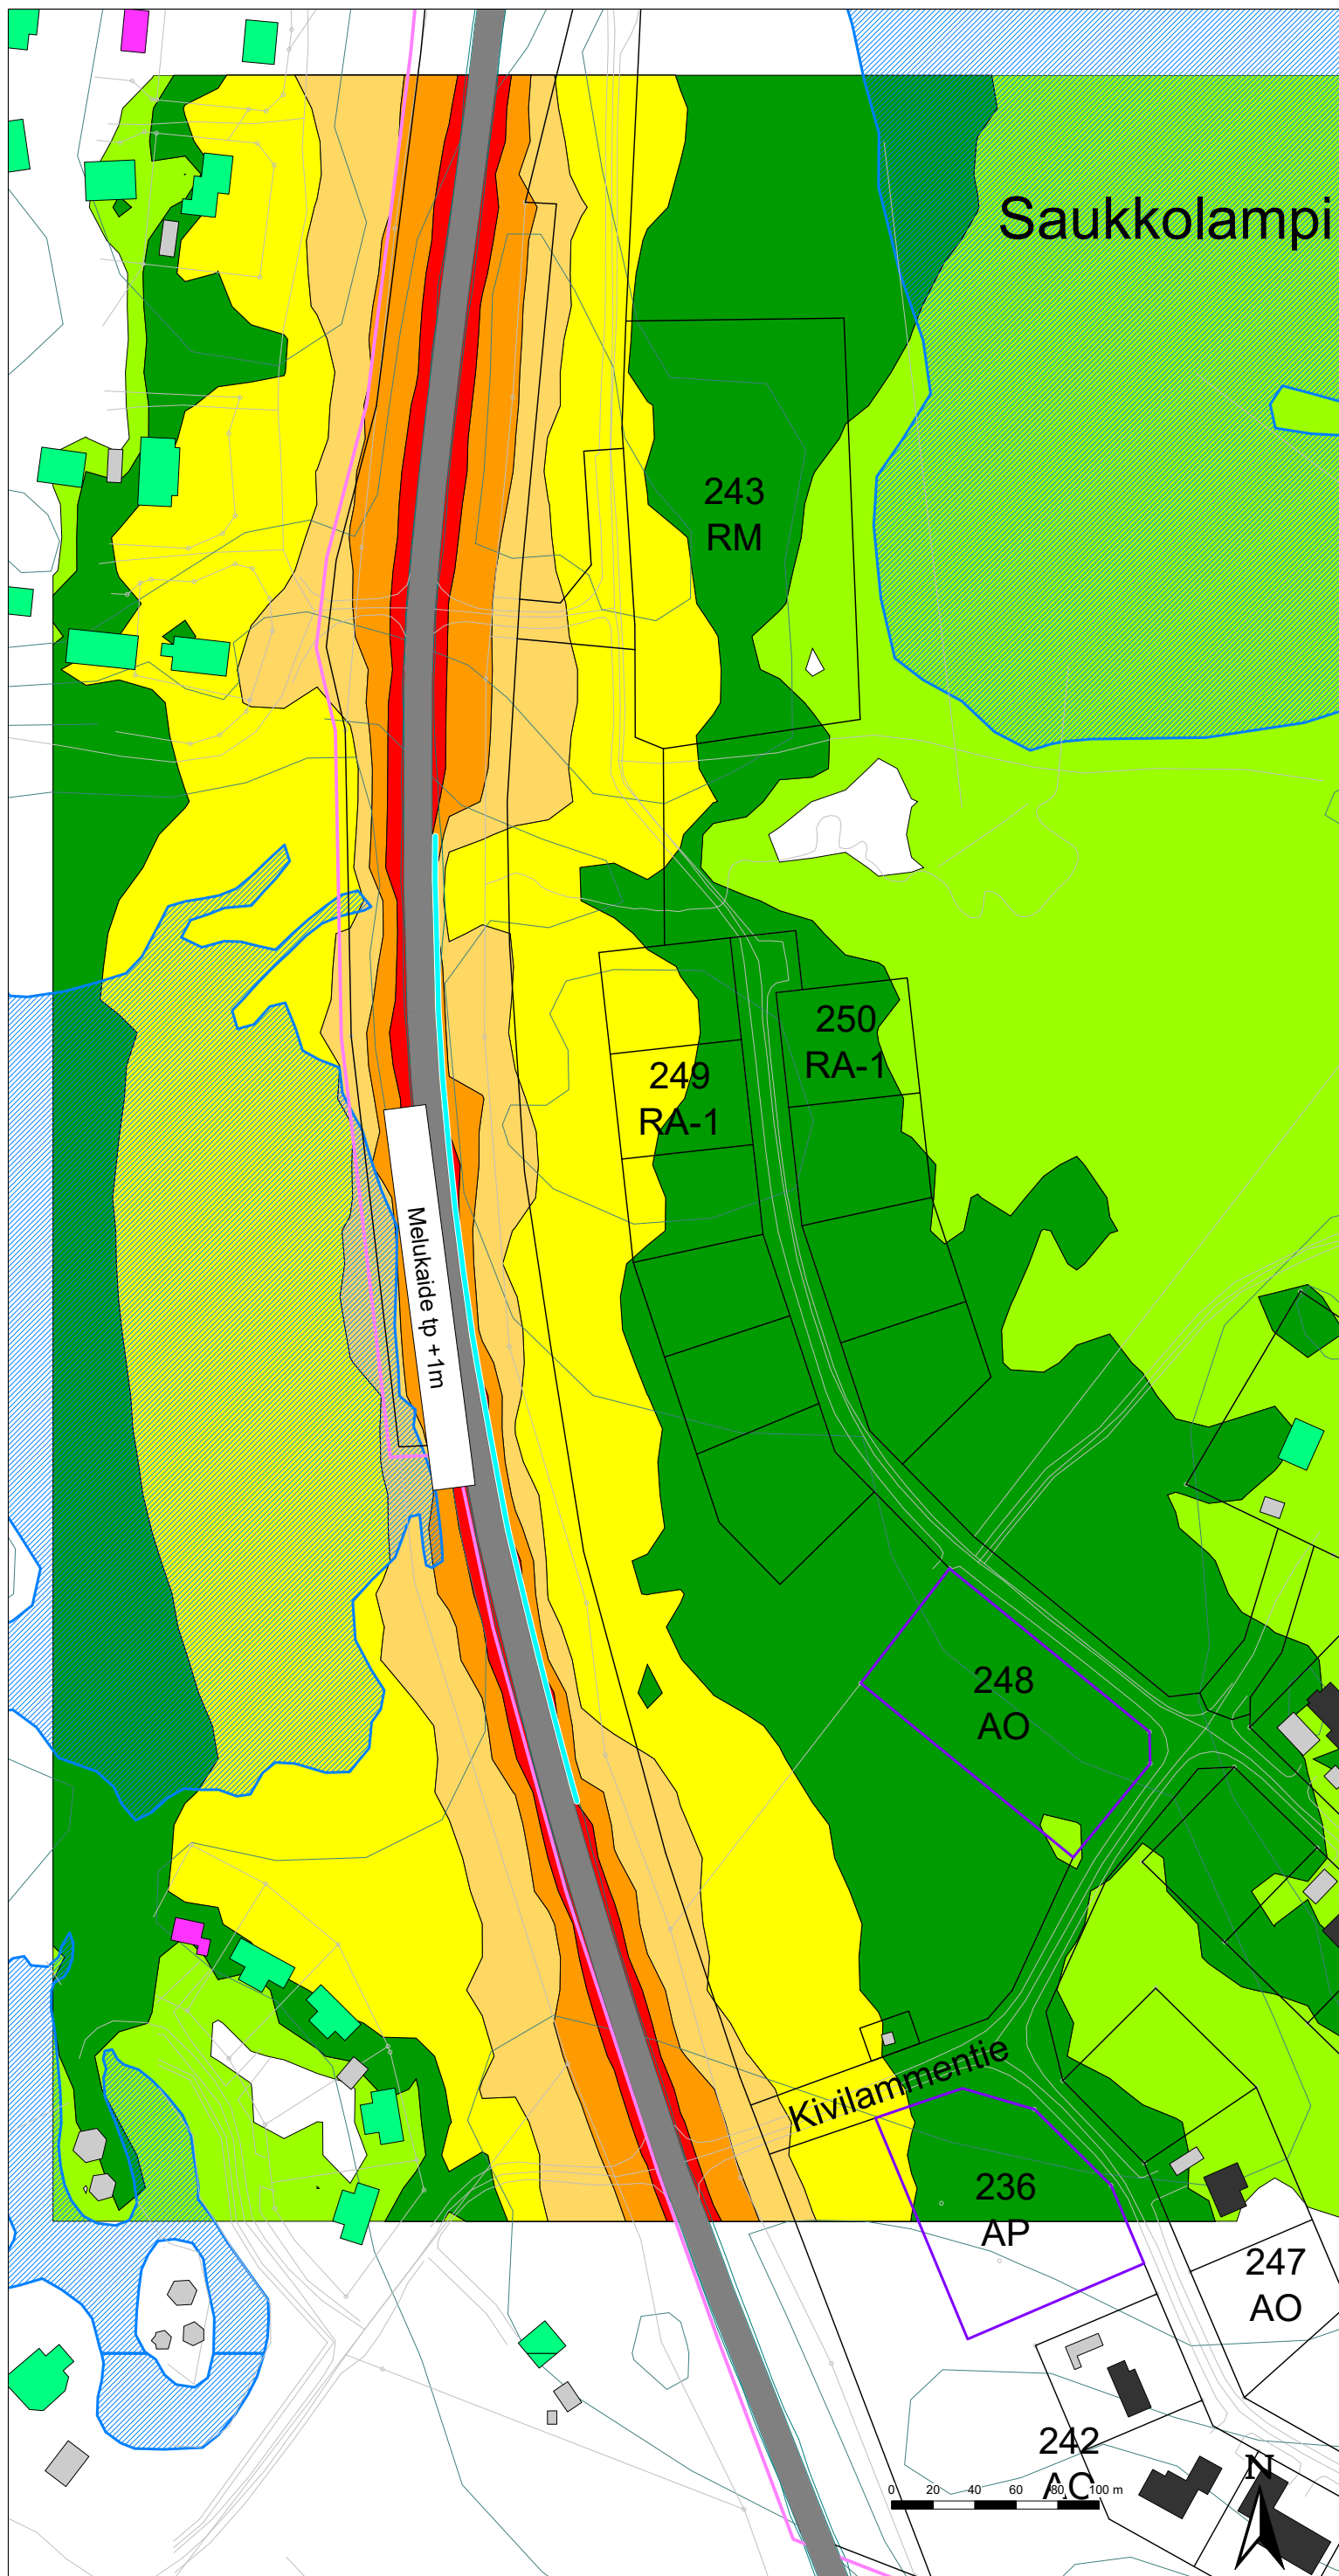 Saukkolampi
243
RM
250
RA-1
249
RA-1
Melukaide tp +1m
248
AO
Kivilammentie
236
AP
247
AO
242
AO
0 20 40 60 80 100 m
N